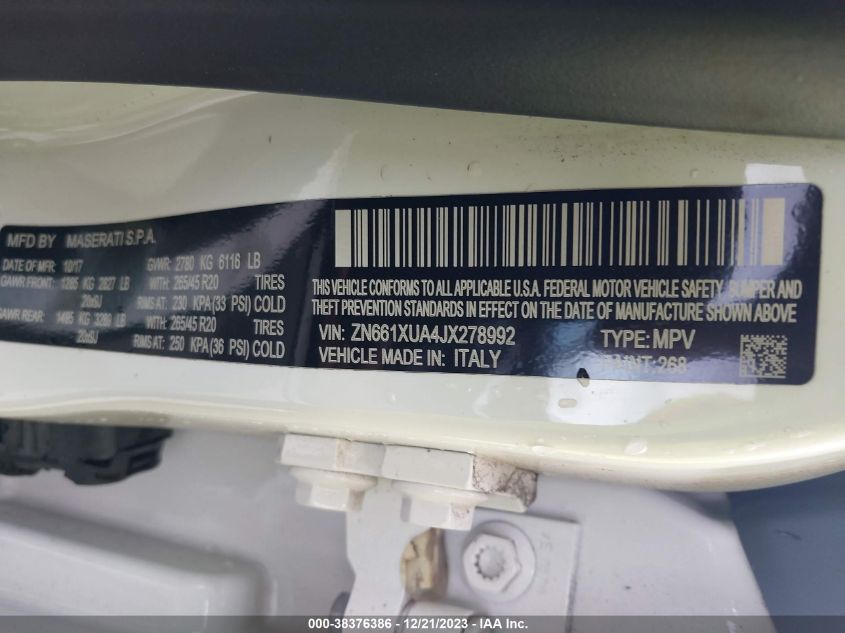 MFD BY MASERATI S.P.A.
DATE OF MFR: 10/17 GVWR: 2780 KG 6116 LB
GAWR FRONT: 1285 KG 2827 LB WITH: 265/45 R20 TIRES
RIMS AT: 230 KPA (33 PSI) COLD
GAWR REAR: KG LB WITH: 265/45 R20 TIRES
RIMS AT: 250 KPA (36 PSI) COLD
THIS VEHICLE CONFORMS TO ALL APPLICABLE U.S.A. FEDERAL MOTOR VEHICLE SAFETY, BUMPER AND
THEFT PREVENTION STANDARDS IN EFFECT ON THE DATE OF MANUFACTURE SHOWN ABOVE
VIN: ZN661XUA4JX278992 TYPE: MPV
VEHICLE MADE IN: ITALY PAINT: 268
000-38376386 - 12/21/2023 - IAA Inc.